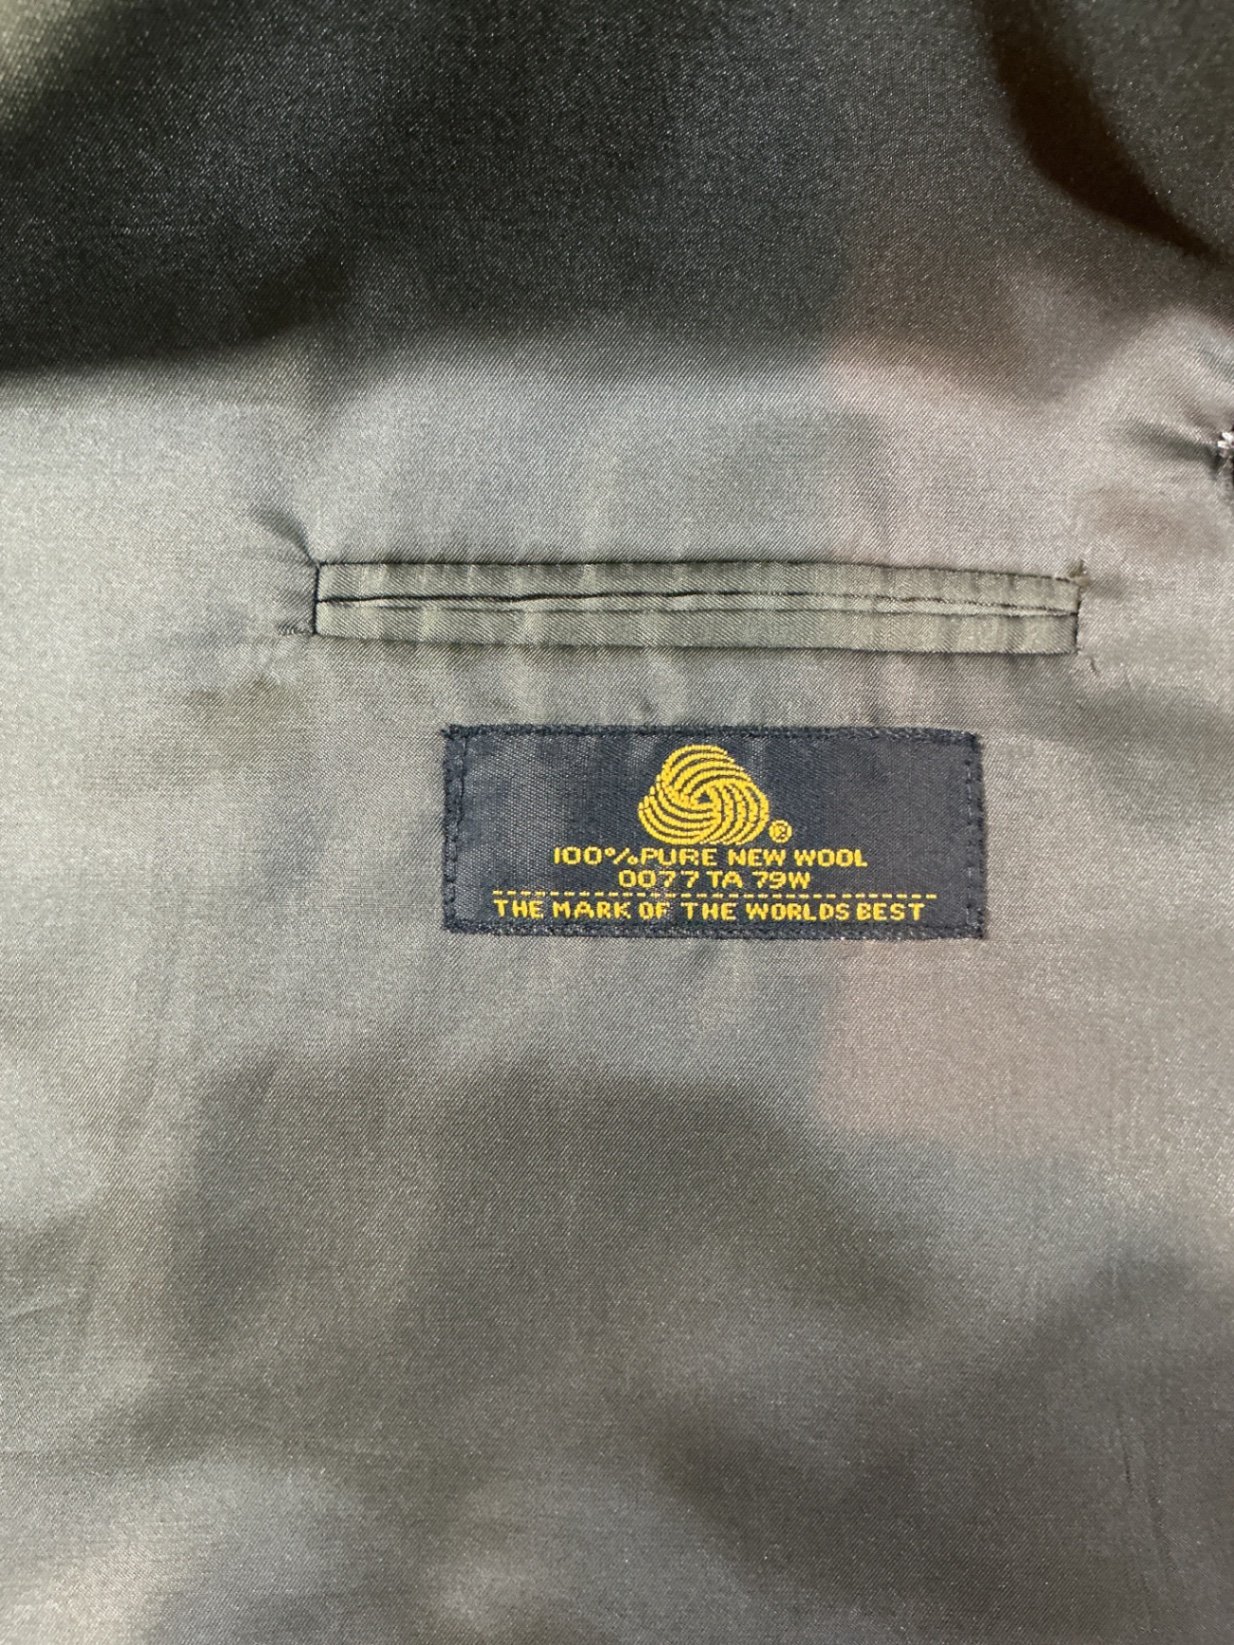 ®
100% PURE NEW WOOL
0077 TA 79W
THE MARK OF THE WORLDS BEST